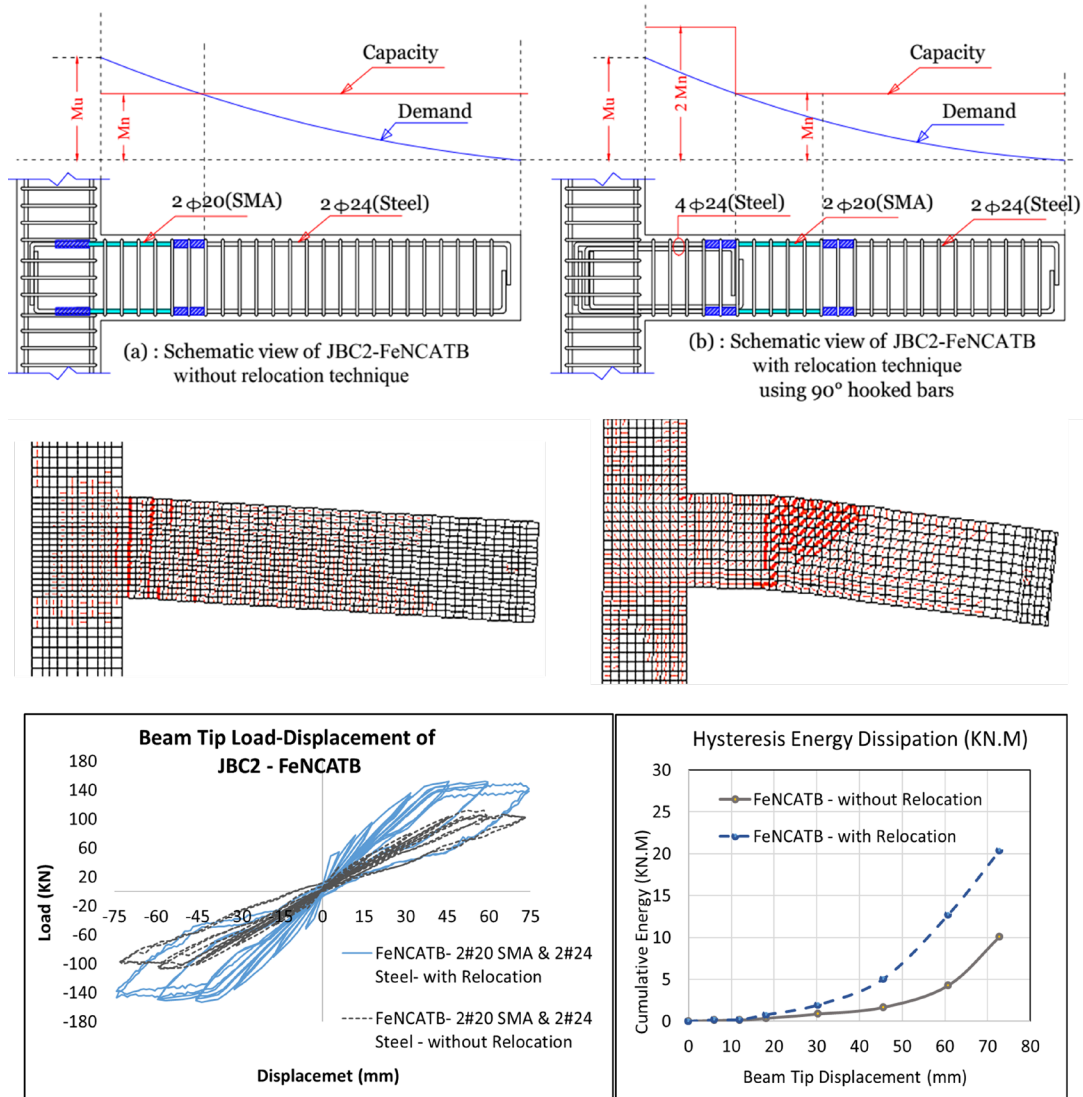 Capacity
Mu
Mn
Demand
2 ф20(SMA)
2 ф24(Steel)
(a) : Schematic view of JBC2-FeNCATB
without relocation technique
Capacity
Mu
2 Mn
Mn
Demand
4 ф24(Steel)
2 ф20(SMA)
2 ф24(Steel)
(b) : Schematic view of JBC2-FeNCATB
with relocation technique
using 90° hooked bars
Beam Tip Load-Displacement of
JBC2 - FeNCATB
180
140
100
60
20
-20
-60
-100
-140
-180
-75 -60 -45 -30 -15 0 15 30 45 60 75
Load (KN)
FeNCATB- 2#20 SMA & 2#24
Steel- with Relocation
FeNCATB- 2#20 SMA & 2#24
Steel - without Relocation
Displacemet (mm)
Hysteresis Energy Dissipation (KN.M)
30
25
20
15
10
5
0
Cumulative Energy (KN.M)
FeNCATB - without Relocation
FeNCATB - with Relocation
0 10 20 30 40 50 60 70 80
Beam Tip Displacement (mm)